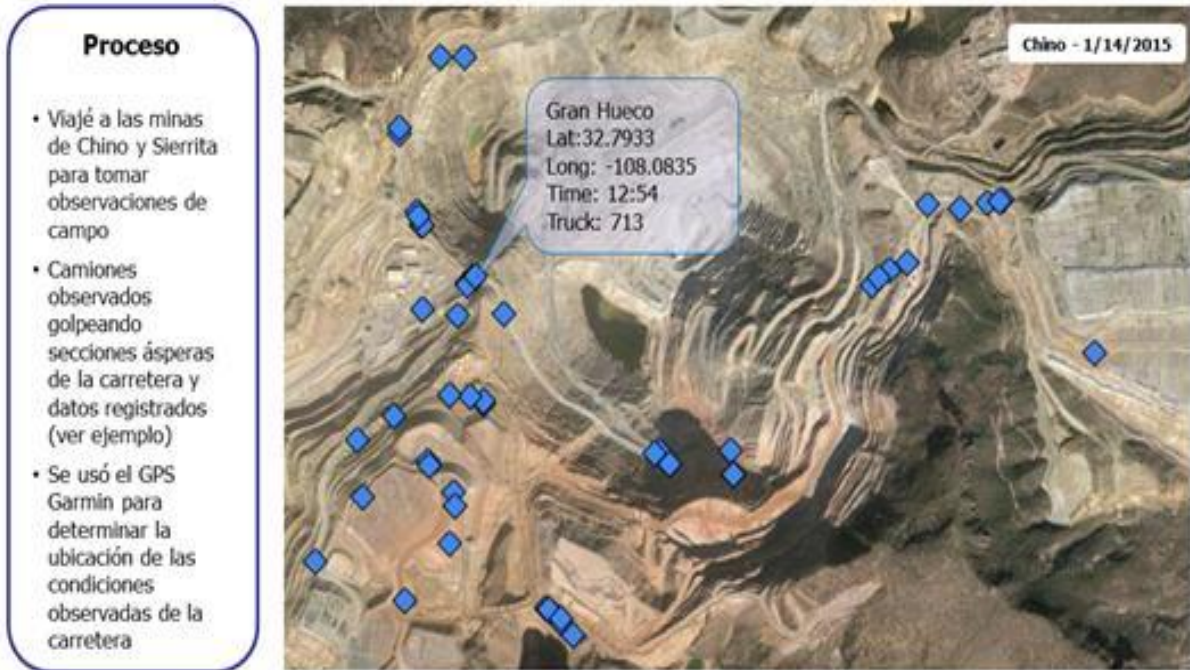 Proceso
• Viajé a las minas
de Chino y Sierrita
para tomar
observaciones de
campo
• Camiones
observados
golpeando
secciones ásperas
de la carretera y
datos registrados
(ver ejemplo)
• Se usó el GPS
Garmin para
determinar la
ubicación de las
condiciones
observadas de la
carretera
Chino - 1/14/2015
Gran Hueco
Lat:32.7933
Long: -108.0835
Time: 12:54
Truck: 713